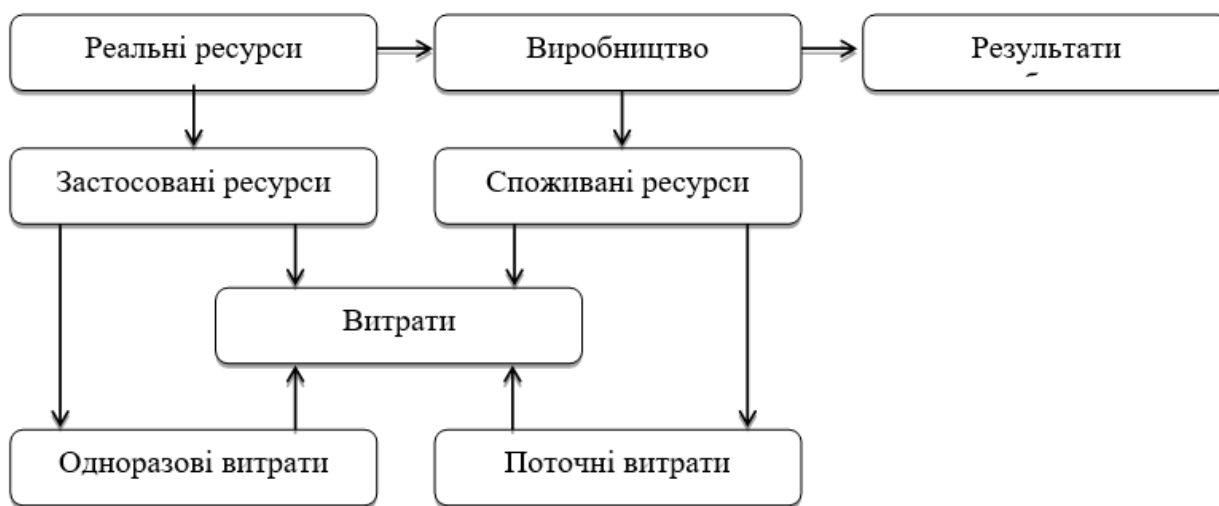 Реальні ресурси
Виробництво
Результати
Застосовані ресурси
Споживані ресурси
Витрати
Одноразові витрати
Поточні витрати